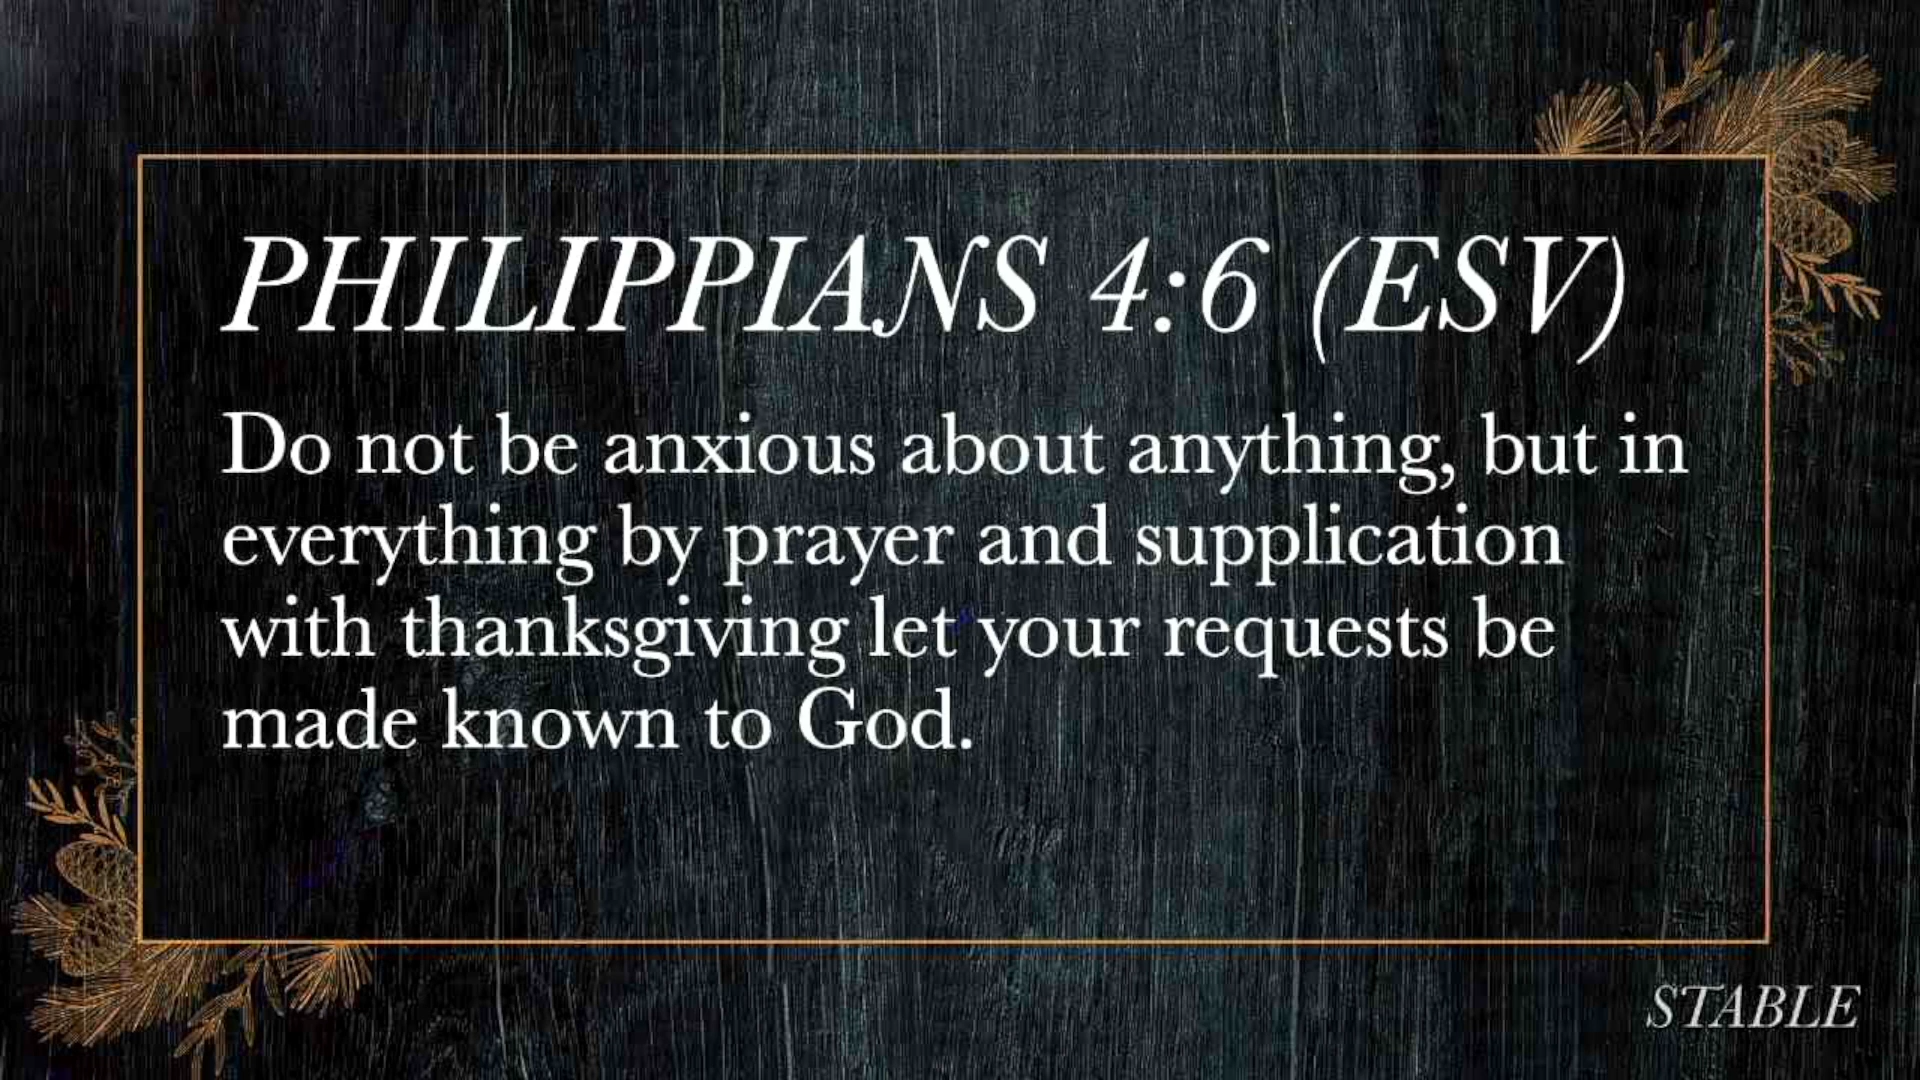 PHILIPPIANS 4:6 (ESV)
Do not be anxious about anything, but in
everything by prayer and supplication
with thanksgiving let your requests be
made known to God.
STABLE